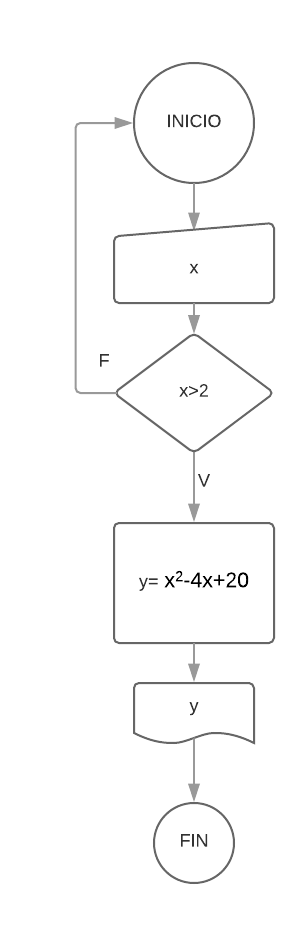 INICIO
x
F
x>2
V
y= x²-4x+20
y
FIN